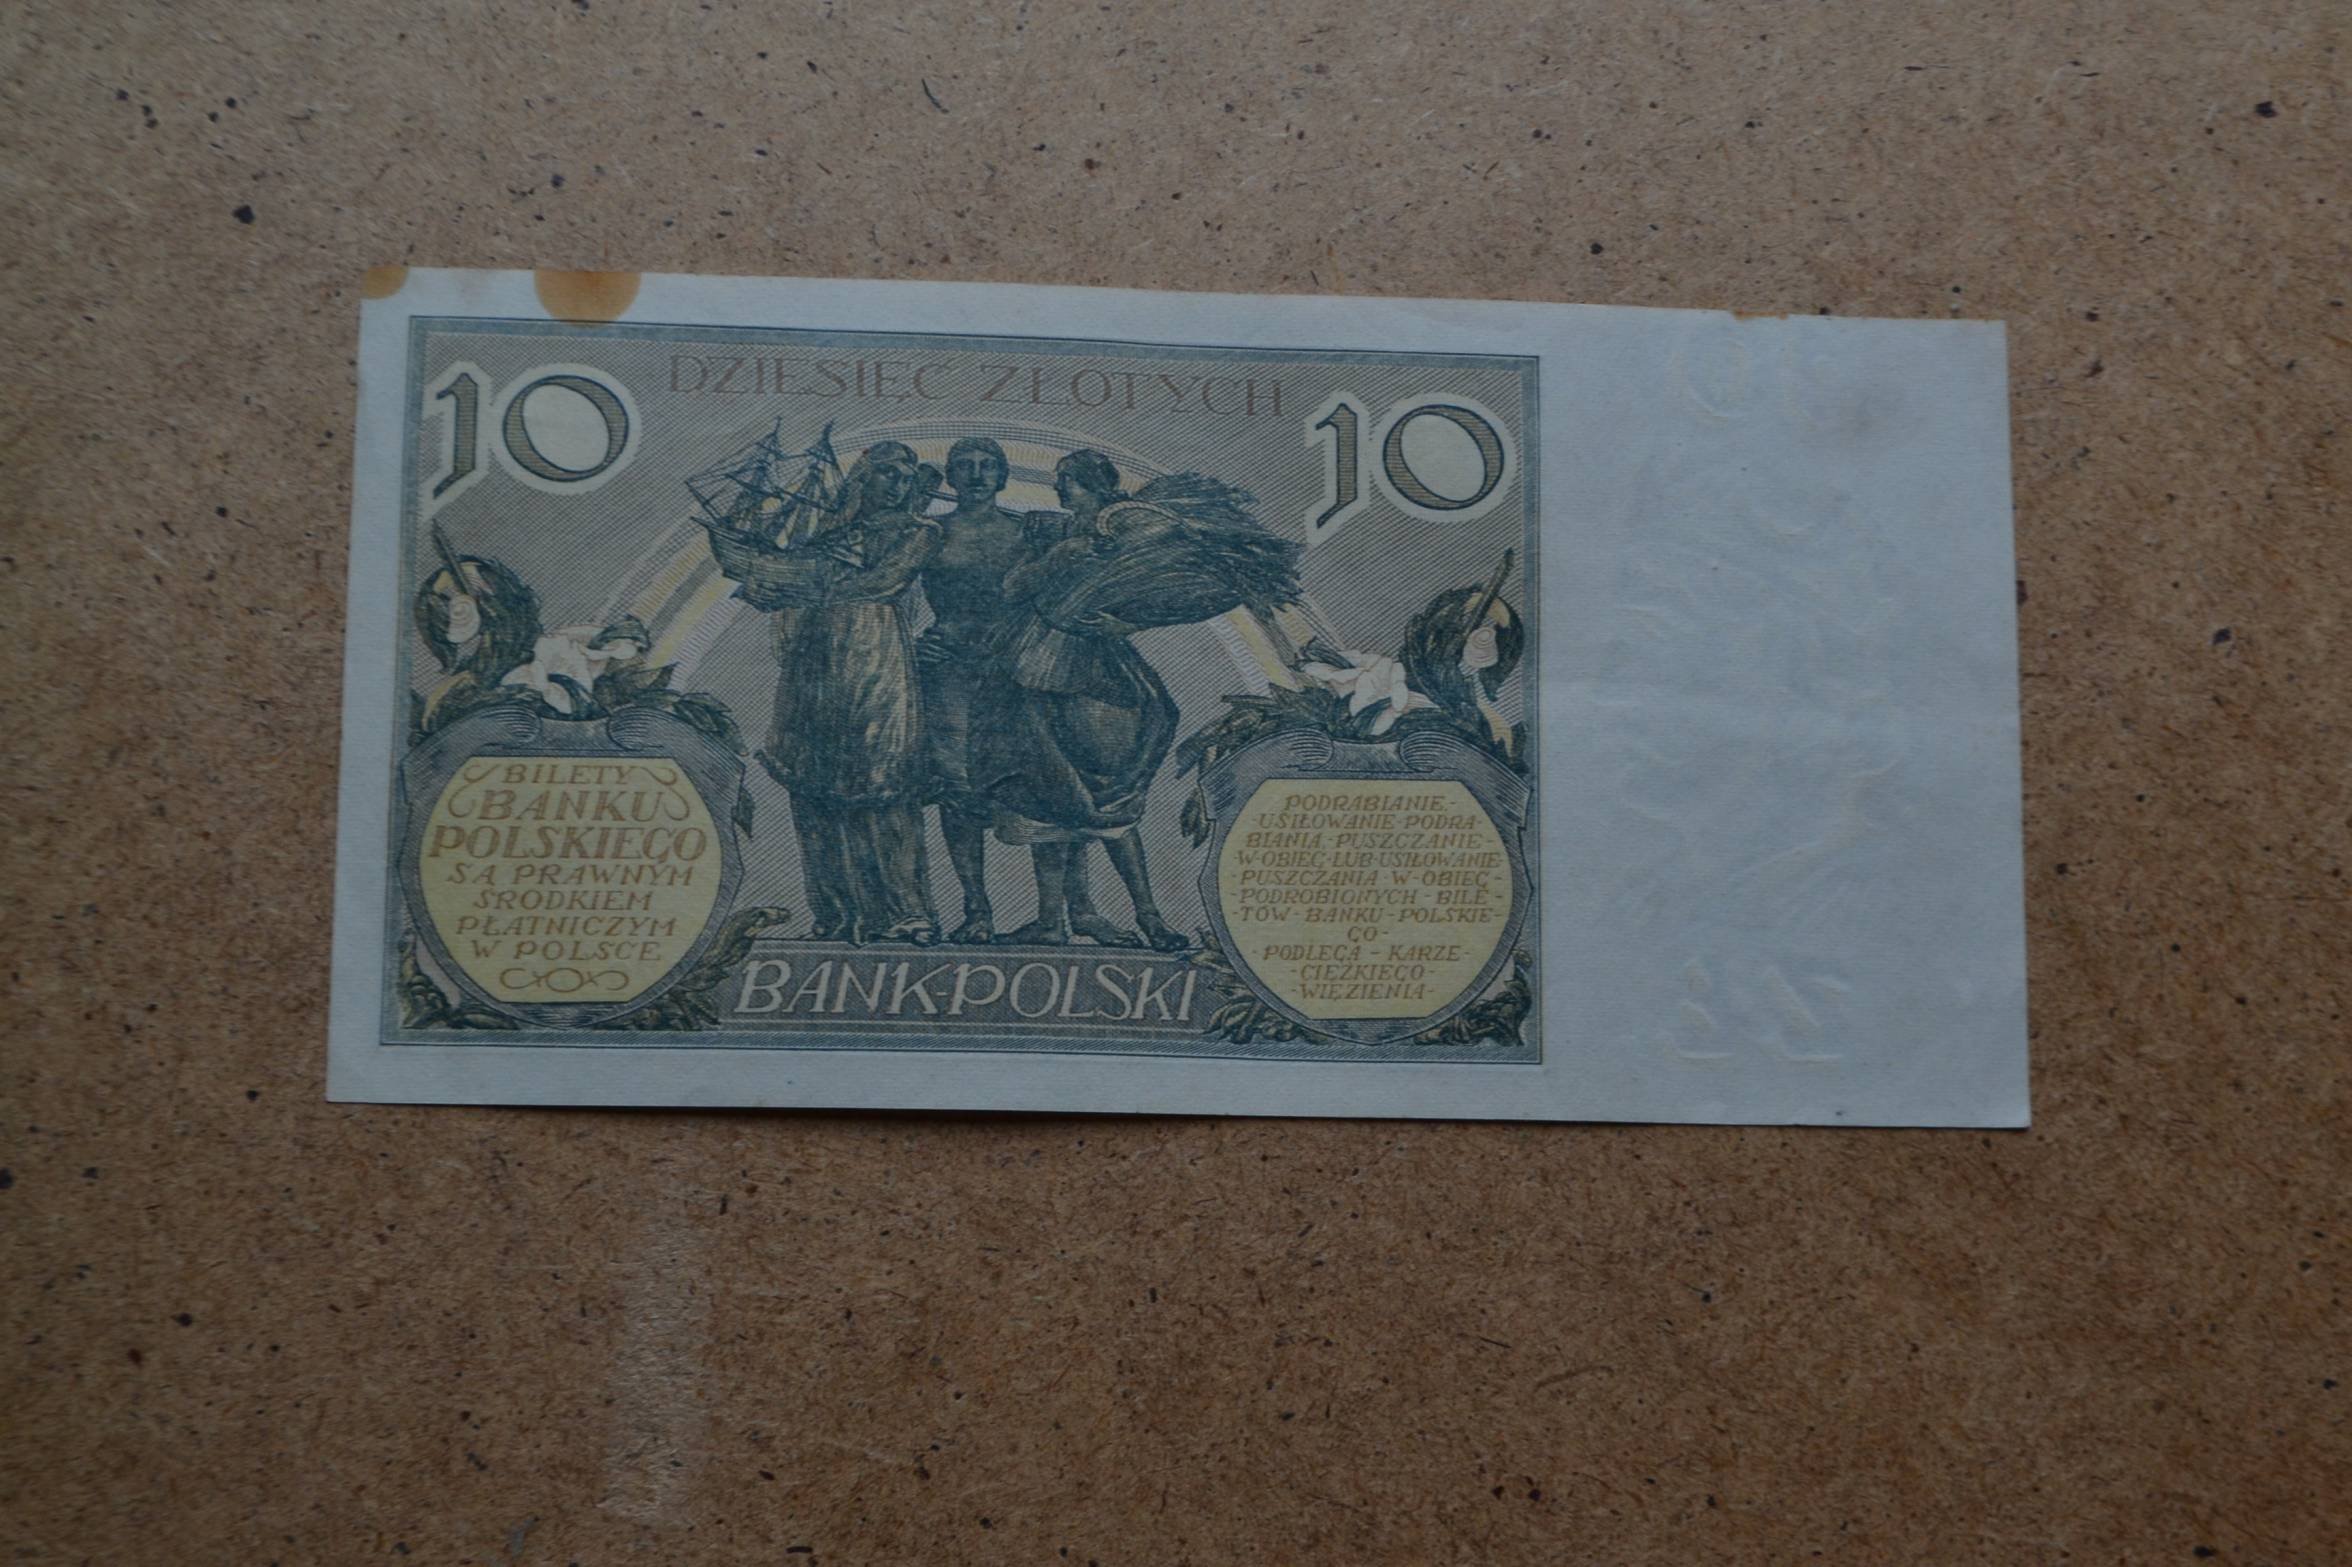 DZIESIĘĆ ZŁOTYCH
10
10
BILETY
BANKU
POLSKIEGO
SĄ PRAWNYM
ŚRODKIEM
PŁATNICZYM
W POLSCE
PODRABIANIE,-
-USIŁOWANIE-PODRA-
BIANIA,-PUSZCZANIE-
-W-OBIEG-LUB-USIŁOWANIE-
-PUSZCZANIA-W-OBIEG-
-PODROBIONYCH-BILE-
-TÓW-BANKU-POLSKIE-
GO-
-PODLEGA-KARZE-
-CIĘŻKIEGO-
-WIĘZIENIA-
BANK-POLSKI